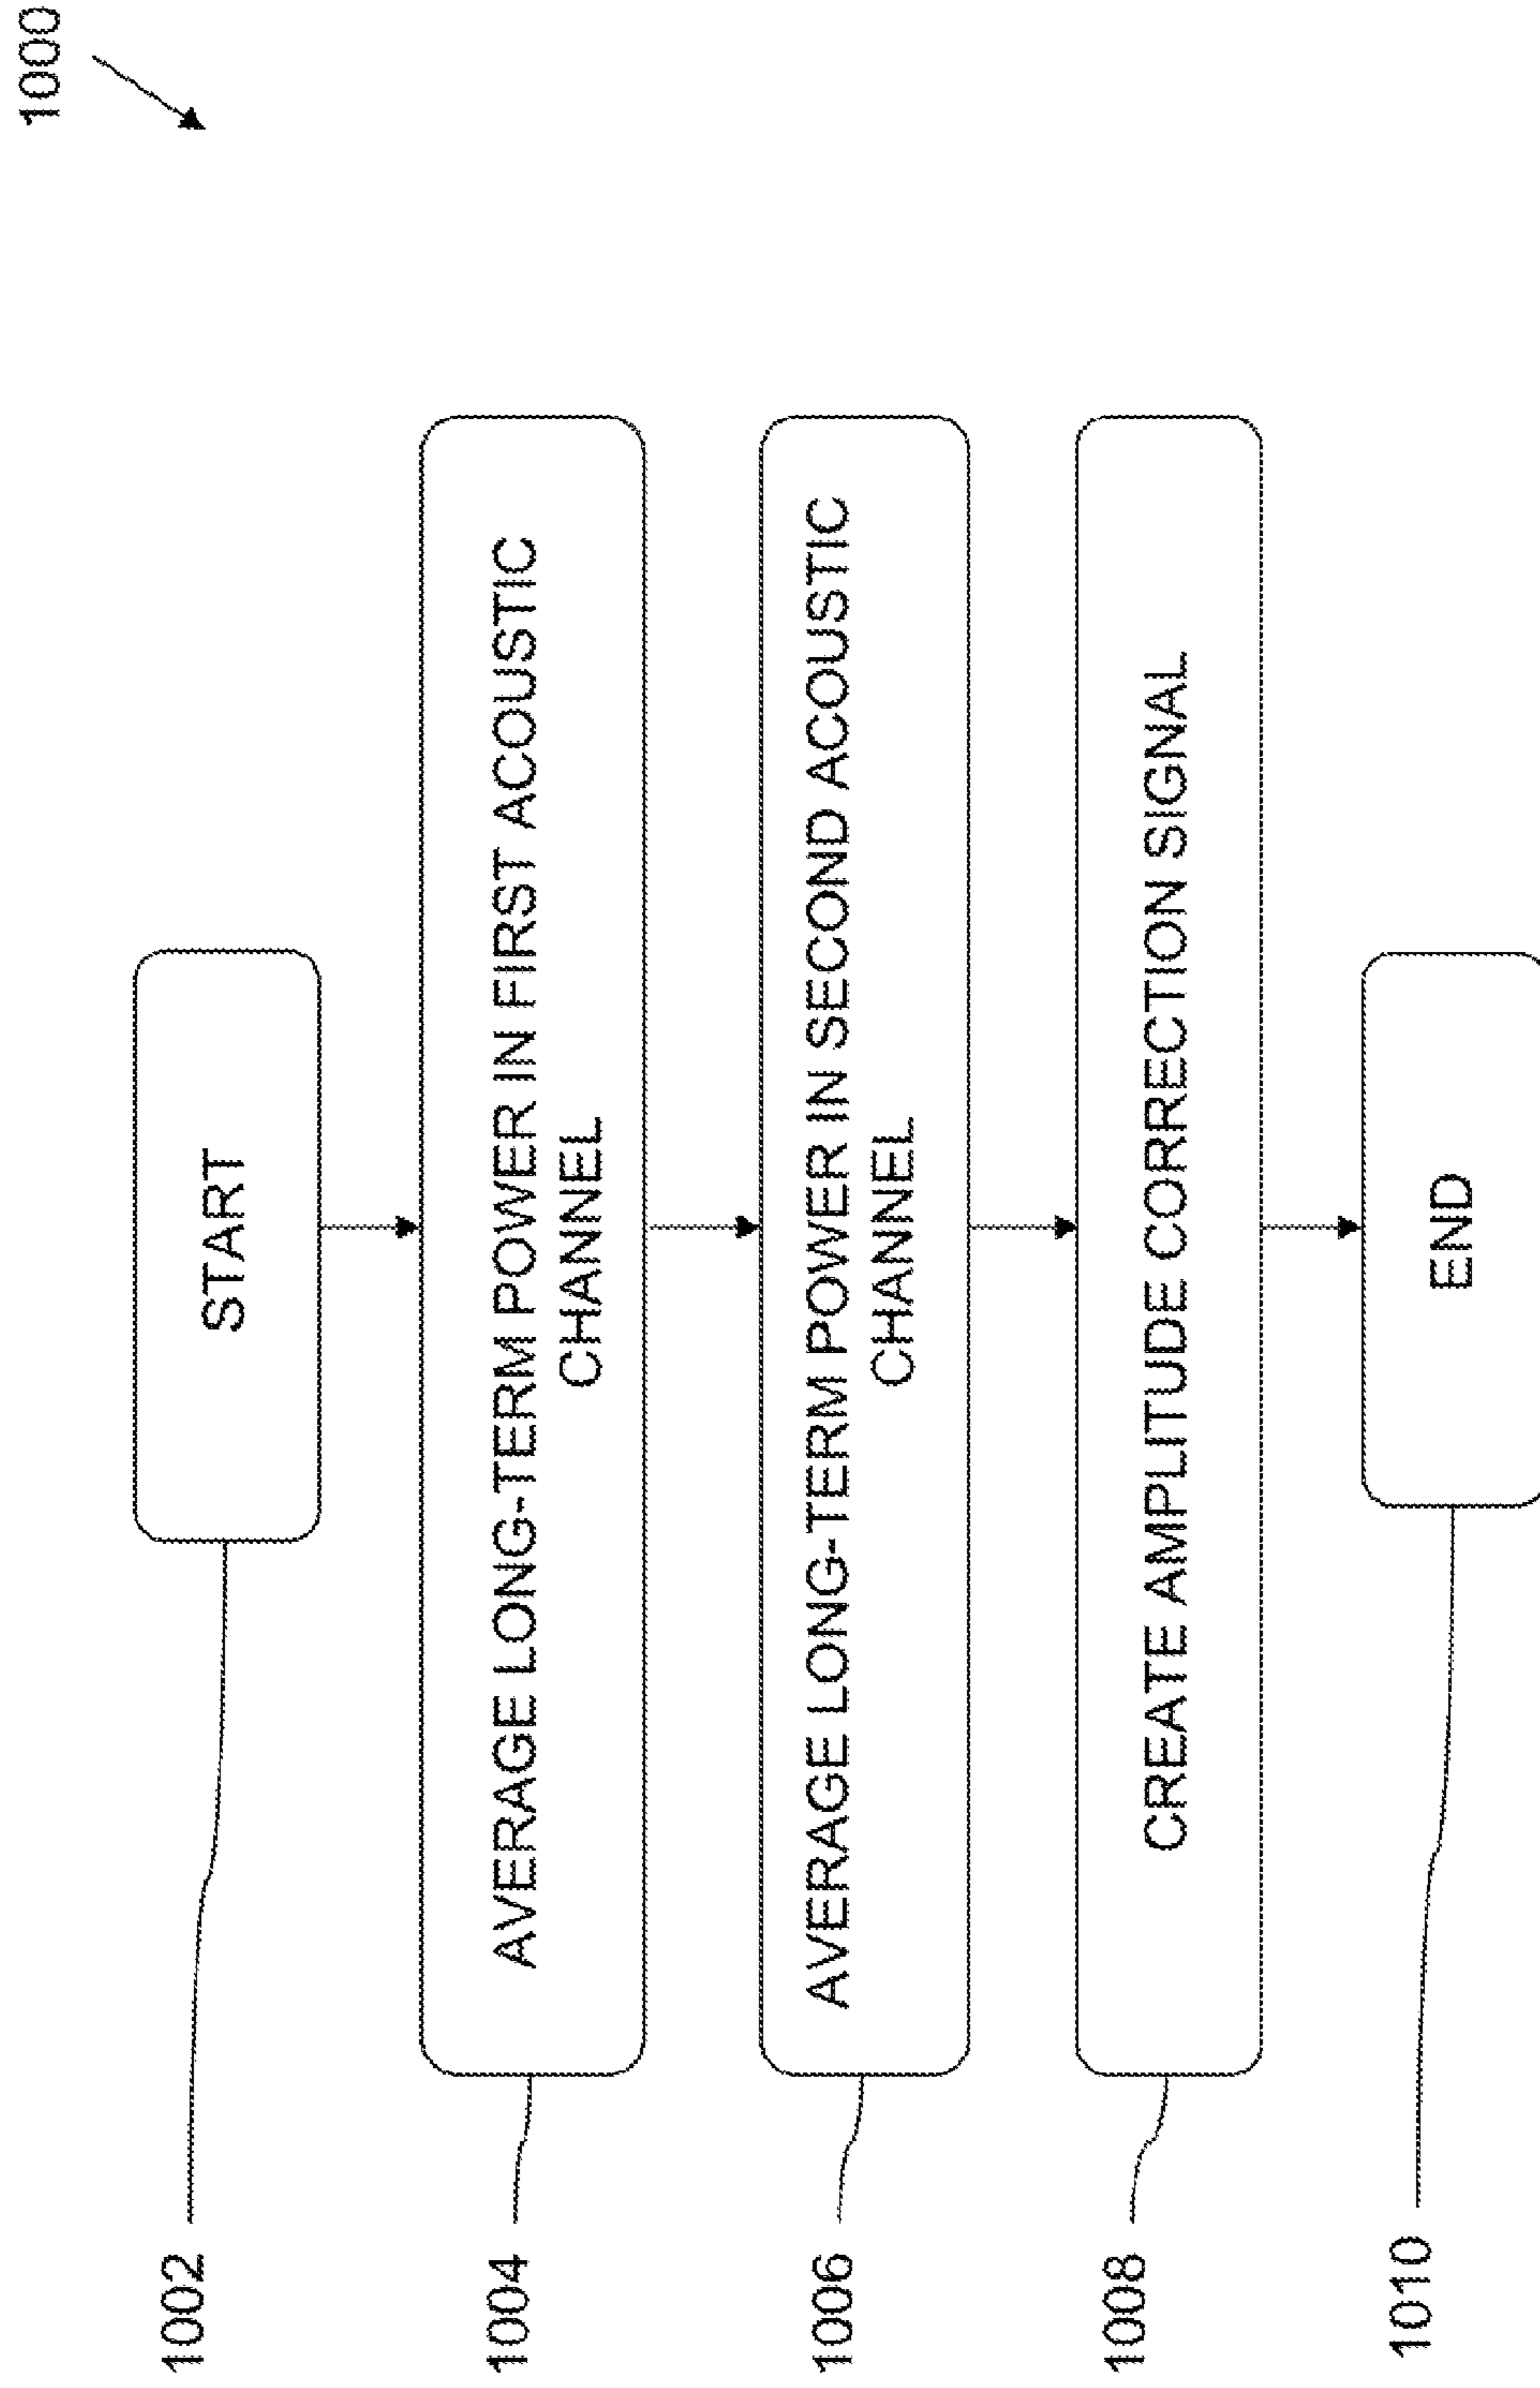 1000
1002
START
1004
AVERAGE LONG-TERM POWER IN FIRST ACOUSTIC
CHANNEL
1006
AVERAGE LONG-TERM POWER IN SECOND ACOUSTIC
CHANNEL
1008
CREATE AMPLITUDE CORRECTION SIGNAL
1010
END